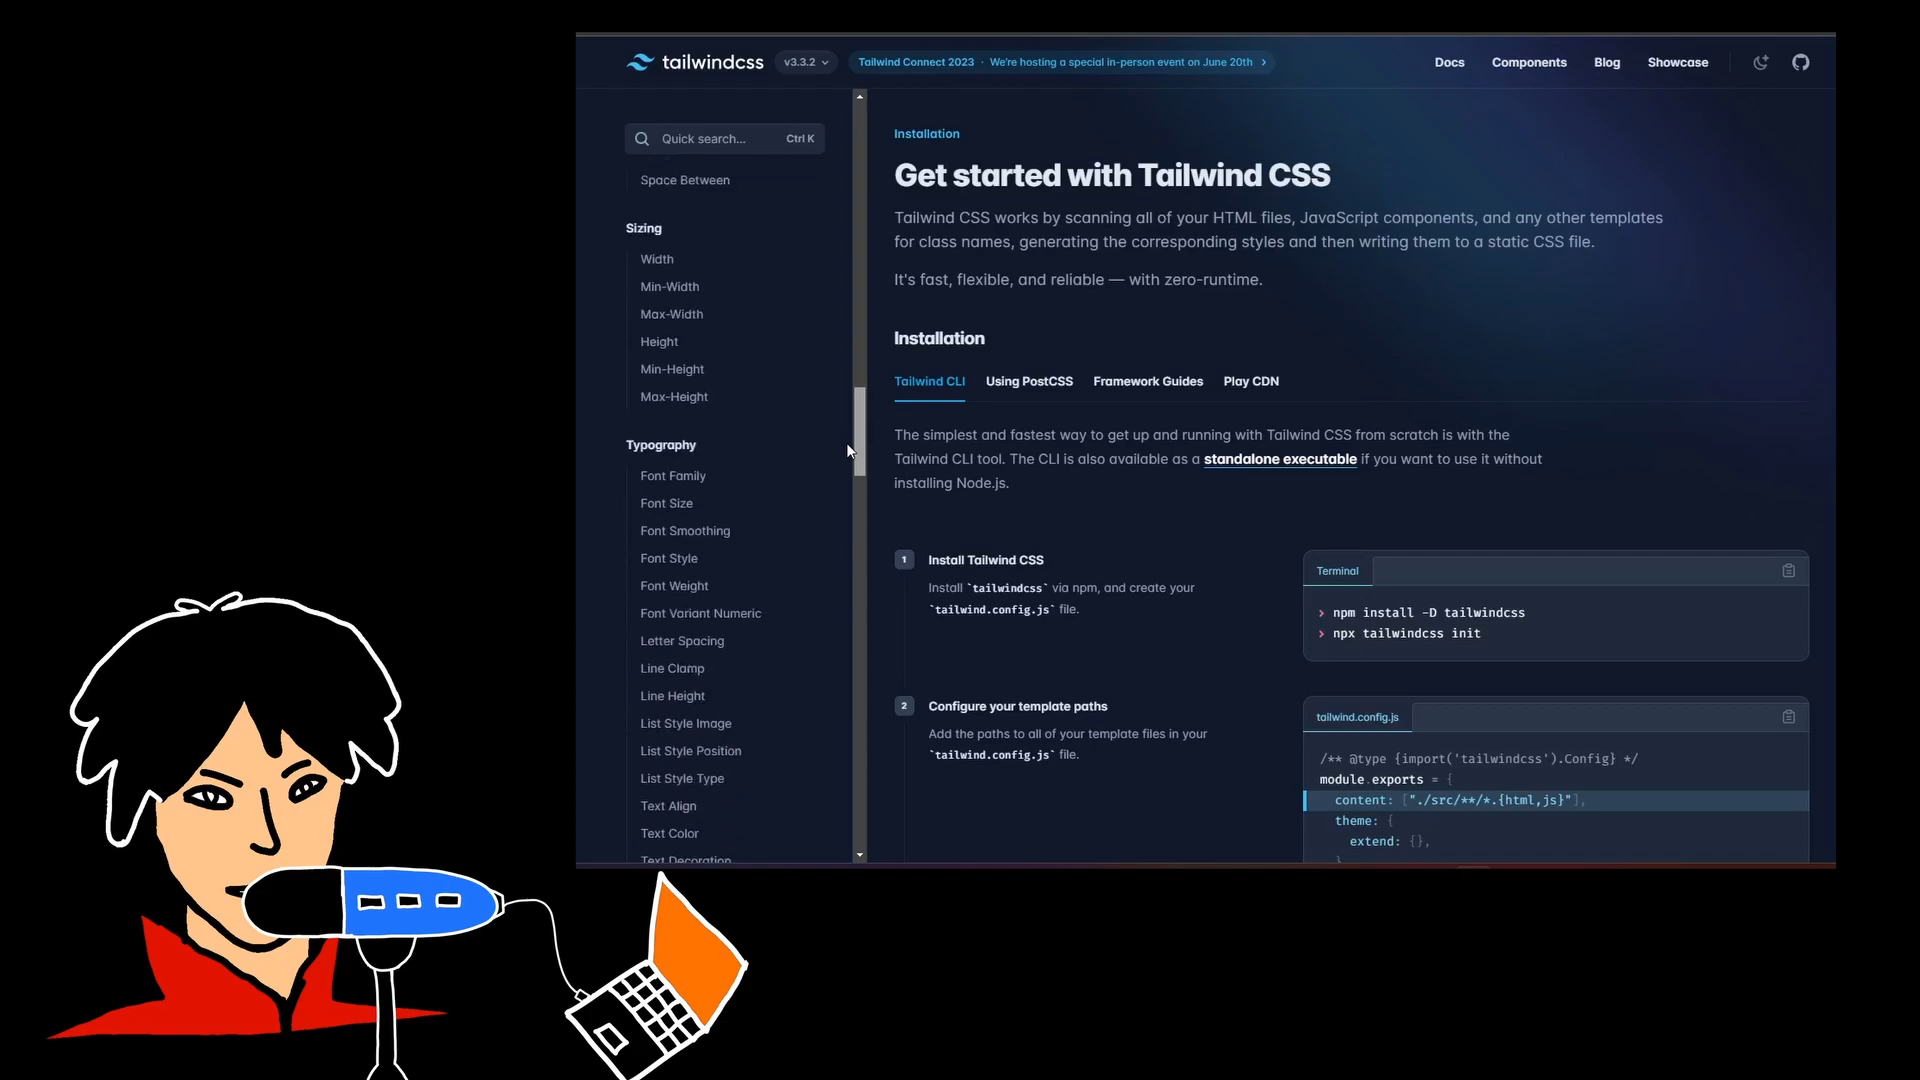 tailwindcss
v3.3.2
Tailwind Connect 2023 · We're hosting a special in-person event on June 20th
Docs
Components
Blog
Showcase
Quick search...
Ctrl K
Space Between
Sizing
Width
Min-Width
Max-Width
Height
Min-Height
Max-Height
Typography
Font Family
Font Size
Font Smoothing
Font Style
Font Weight
Font Variant Numeric
Letter Spacing
Line Clamp
Line Height
List Style Image
List Style Position
List Style Type
Text Align
Text Color
Text Decoration
Installation
Get started with Tailwind CSS
Tailwind CSS works by scanning all of your HTML files, JavaScript components, and any other templates
for class names, generating the corresponding styles and then writing them to a static CSS file.
It's fast, flexible, and reliable — with zero-runtime.
Installation
Tailwind CLI
Using PostCSS
Framework Guides
Play CDN
The simplest and fastest way to get up and running with Tailwind CSS from scratch is with the
Tailwind CLI tool. The CLI is also available as a standalone executable if you want to use it without
installing Node.js.
1
Install Tailwind CSS
Install `tailwindcss` via npm, and create your
`tailwind.config.js` file.
Terminal
> npm install -D tailwindcss
> npx tailwindcss init
2
Configure your template paths
Add the paths to all of your template files in your
`tailwind.config.js` file.
tailwind.config.js
/** @type {import('tailwindcss').Config} */
module.exports = {
content: ["./src/**/*.{html,js}"],
theme: {
extend: {},
}